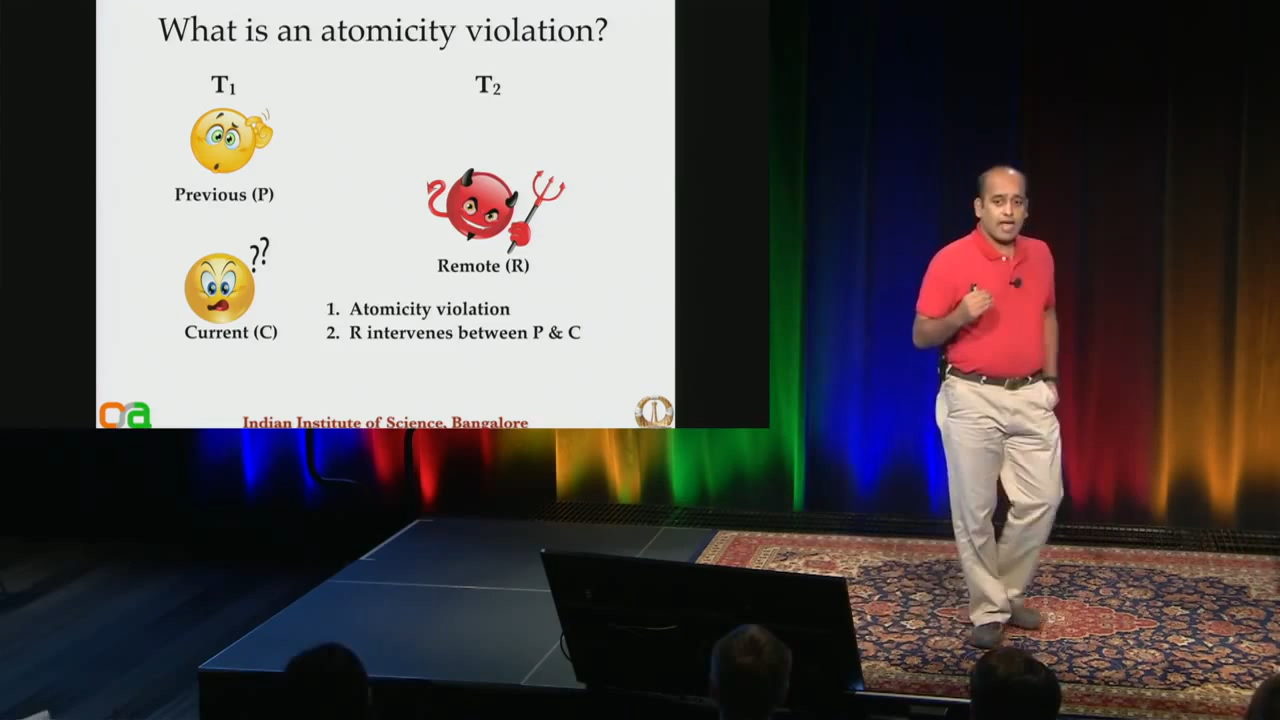 What is an atomicity violation?
T1 T2
Previous (P)
Remote (R)
??
Current (C)
1. Atomicity violation
2. R intervenes between P & C
Indian Institute of Science, Bangalore